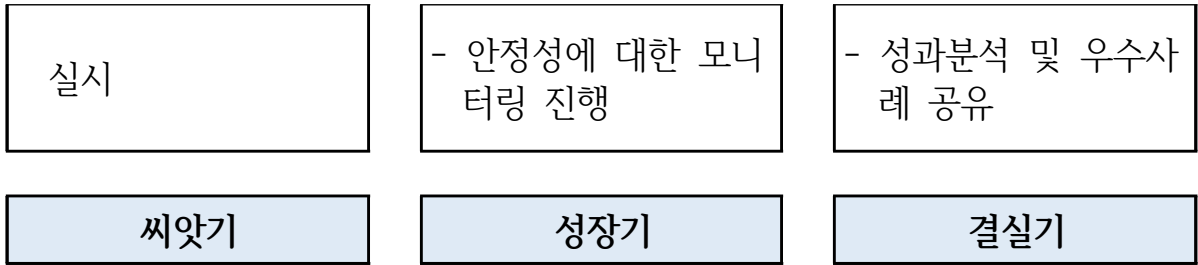 실시
- 안정성에 대한 모니
터링 진행
- 성과분석 및 우수사
례 공유
씨앗기
성장기
결실기